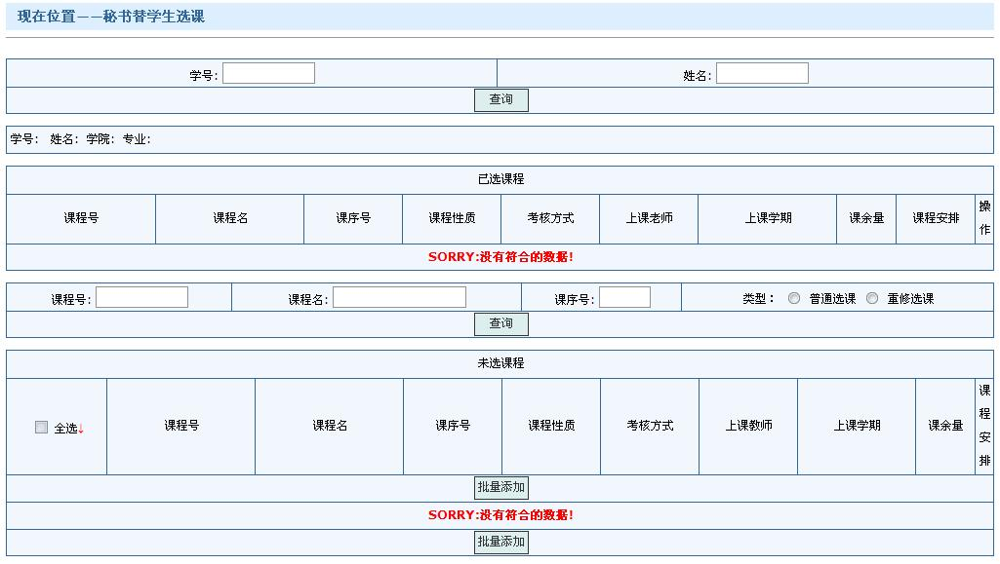 现在位置——秘书替学生选课
学号: 姓名:
查询
学号: 姓名: 学院: 专业:
已选课程
课程号 课程名 课序号 课程性质 考核方式 上课老师 上课学期 课余量 课程安排 操作
SORRY:没有符合的数据!
课程号: 课程名: 课序号: 类型: 普通选课 重修选课
查询
未选课程
全选↓ 课程号 课程名 课序号 课程性质 考核方式 上课教师 上课学期 课余量 课程安排
批量添加
SORRY:没有符合的数据!
批量添加